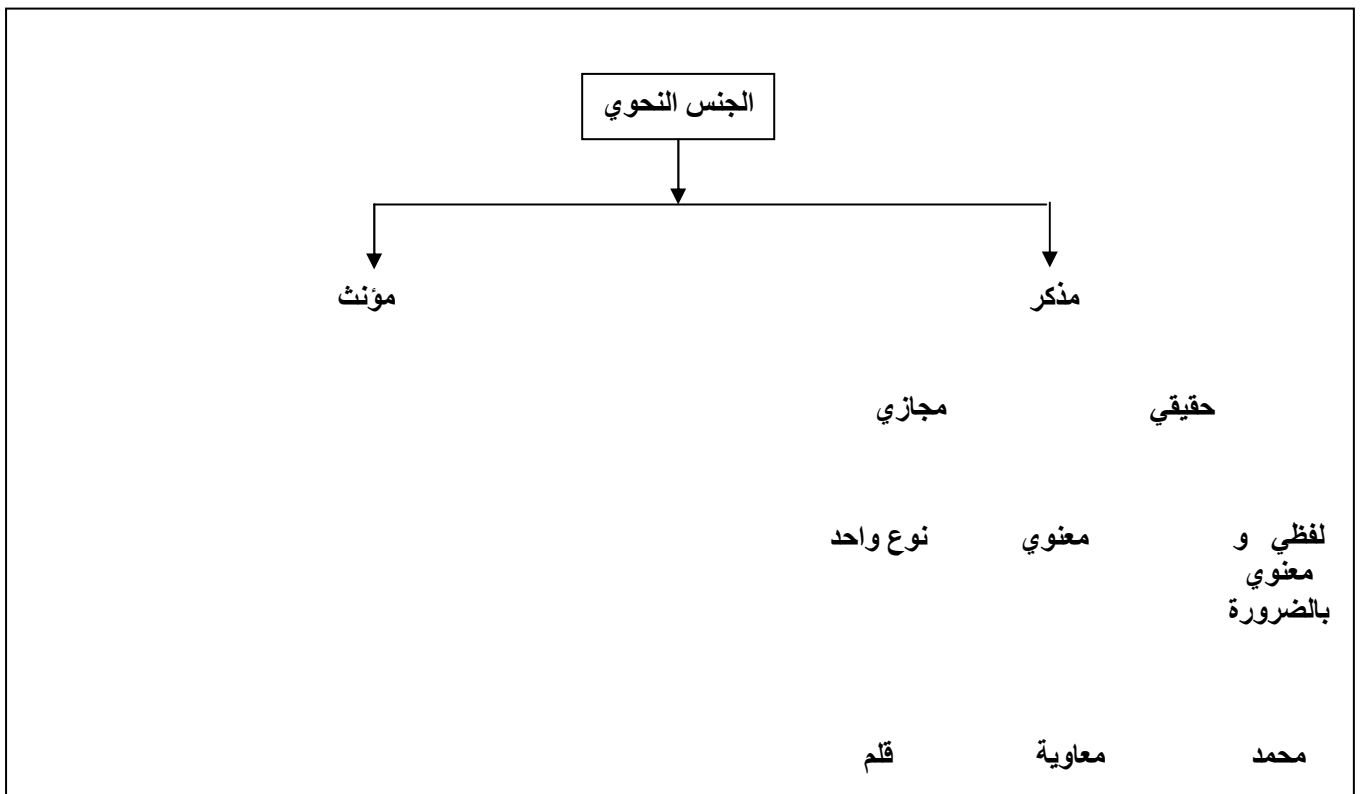 الجنس النحوي
مذكر
مؤنث
حقيقي
مجازي
لفظي و
معنوي
بالضرورة
معنوي
نوع واحد
محمد
معاوية
قلم